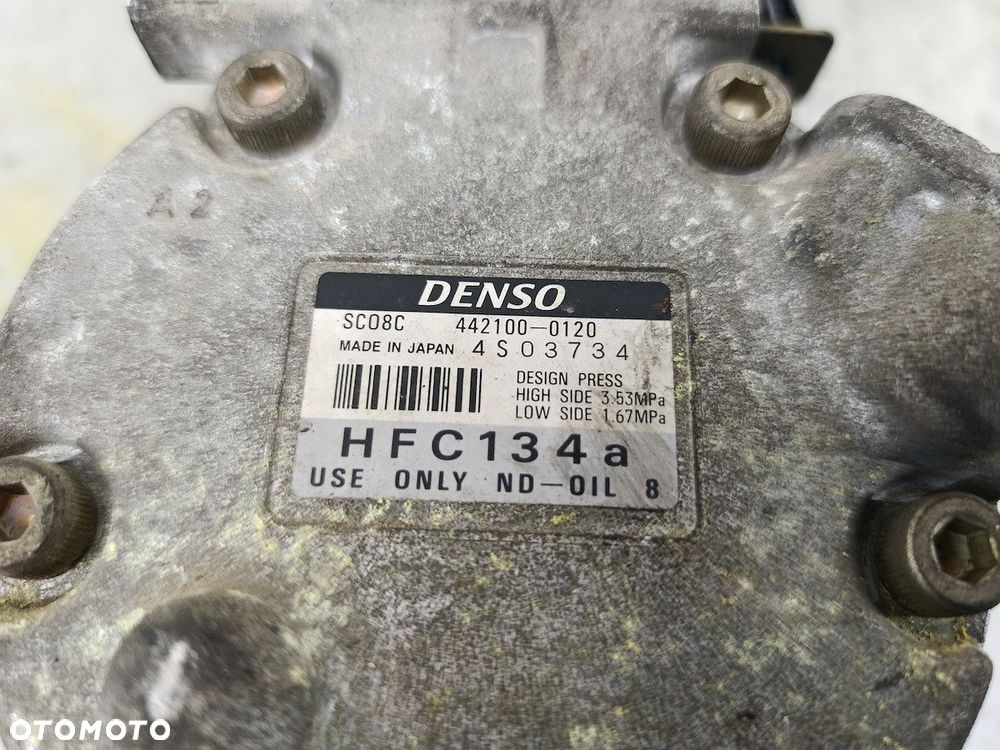 A2
DENSO
SC08C 442100-0120
MADE IN JAPAN 4S03734
DESIGN PRESS
HIGH SIDE 3.53MPa
LOW SIDE 1.67MPa
HFC134a
USE ONLY ND-OIL 8
OTOMOTO